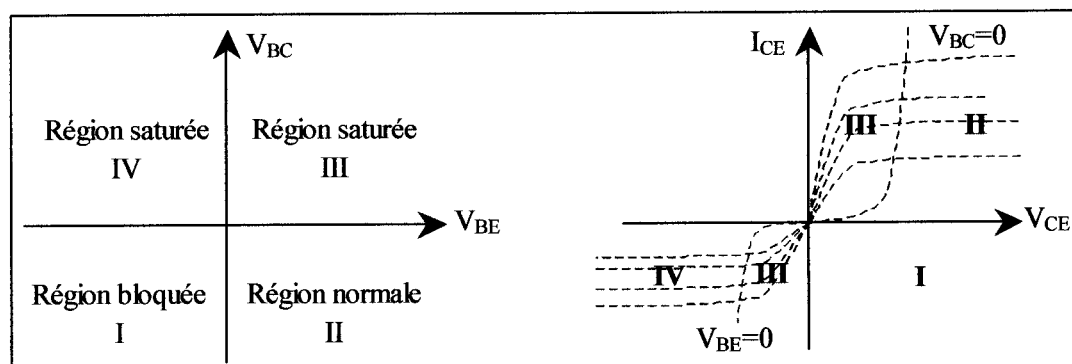 V_BC
Région saturée
IV
Région saturée
III
V_BE
Région bloquée
I
Région normale
II
I_CE
V_BC=0
III
II
V_CE
IV
III
I
V_BE=0